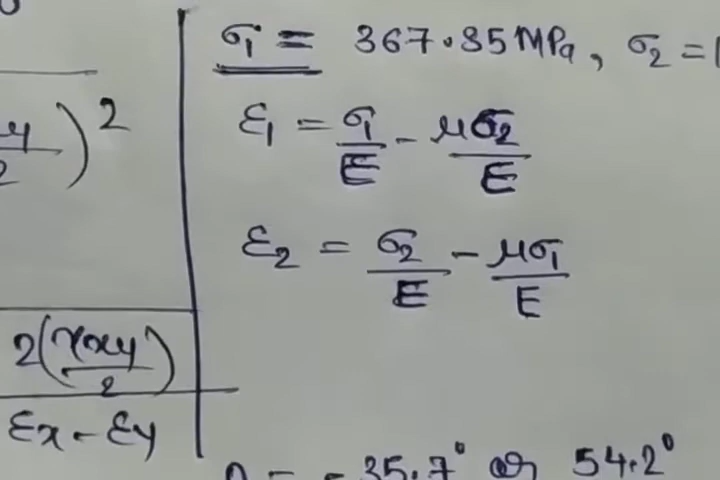 σ₁ = 367.85 MPa, σ₂ =
)²
ε₁ = σ₁/E - μσ₂/E
ε₂ = σ₂/E - μσ₁/E
2(γxy/2)
εx - εy
= - 35.7° or 54.2°